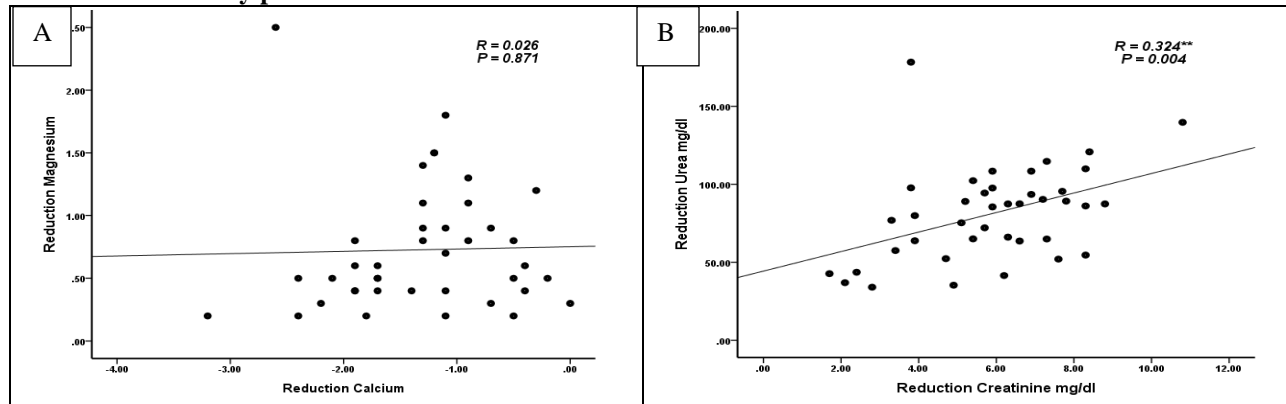 A
R = 0.026
P = 0.871
.50
2.00
1.50
1.00
.50
.00
Reduction Magnesium
-4.00 -3.00 -2.00 -1.00 .00
Reduction Calcium
B
R = 0.324**
P = 0.004
200.00
150.00
100.00
50.00
.00
Reduction Urea mg/dl
.00 2.00 4.00 6.00 8.00 10.00 12.00
Reduction Creatinine mg/dl